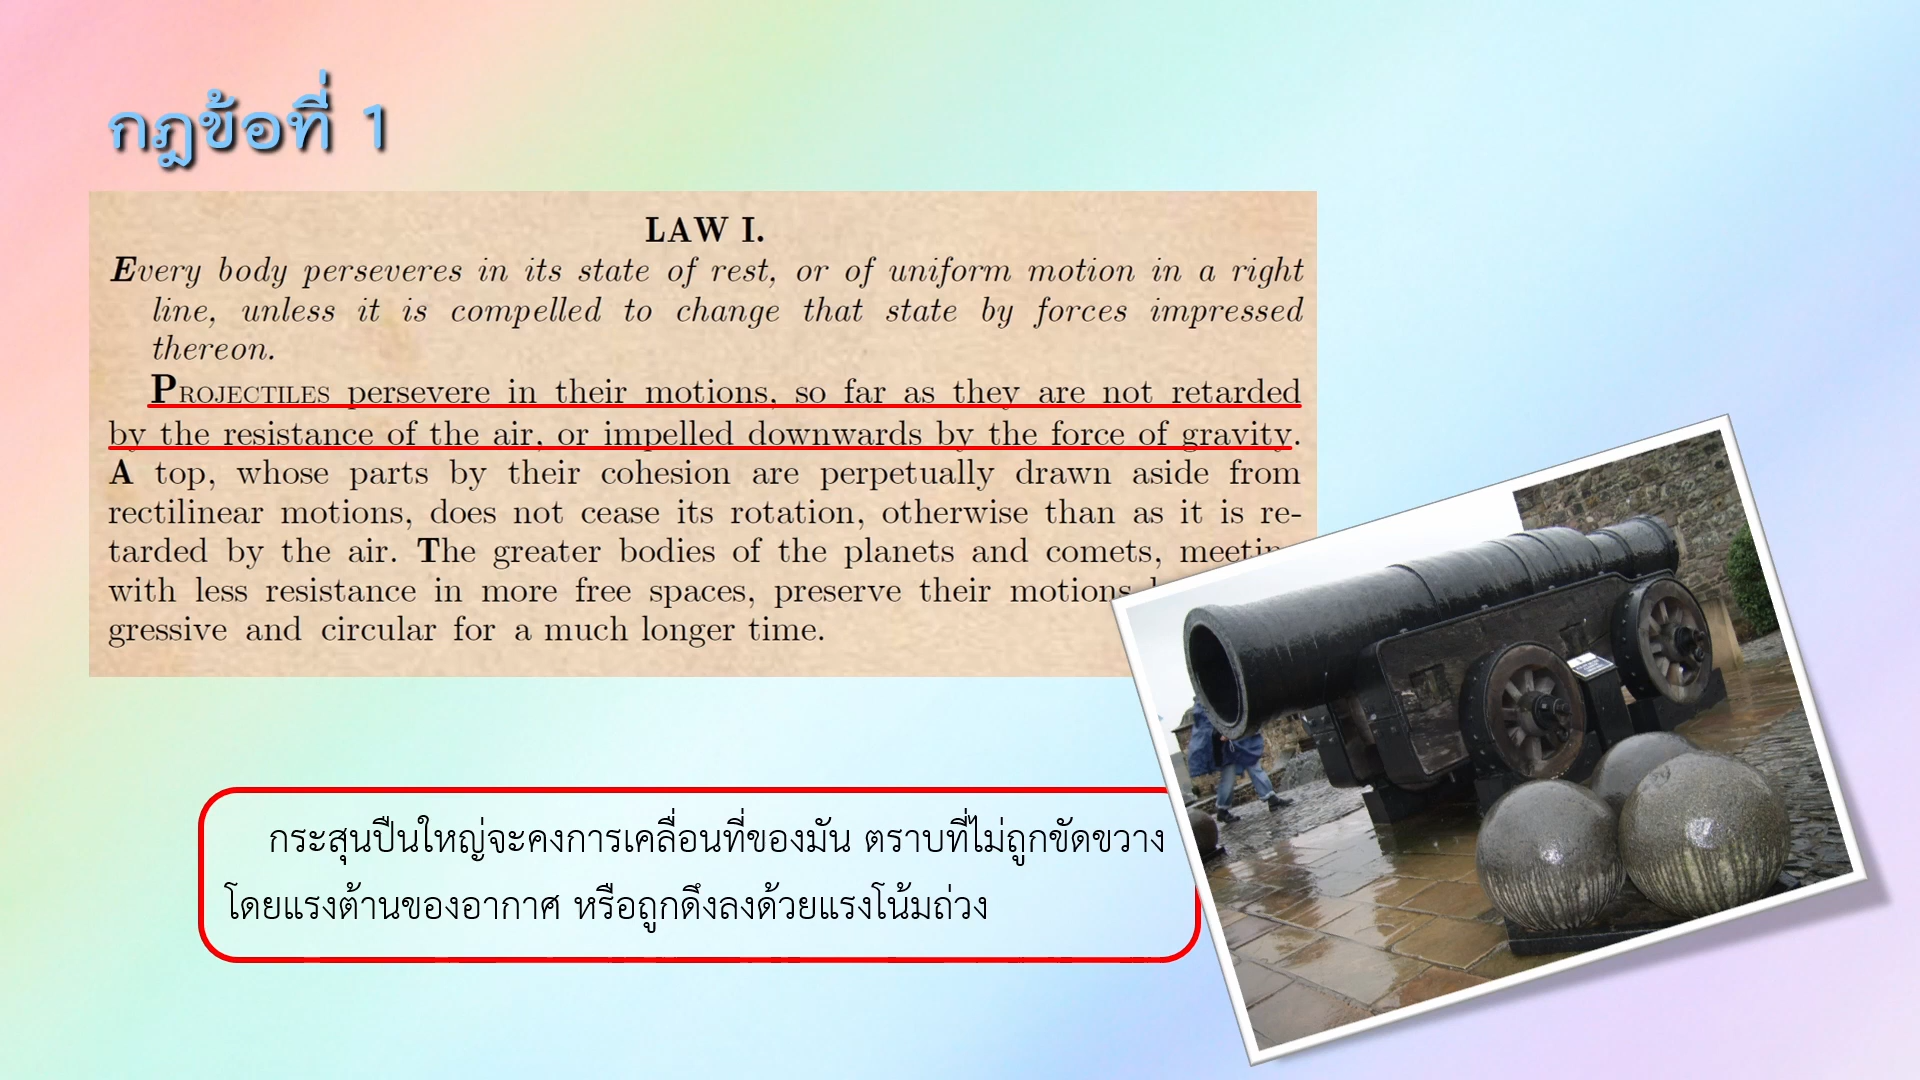 กฎข้อที่ 1
LAW I.
Every body perseveres in its state of rest, or of uniform motion in a right
line, unless it is compelled to change that state by forces impressed
thereon.
PROJECTILES persevere in their motions, so far as they are not retarded
by the resistance of the air, or impelled downwards by the force of gravity.
A top, whose parts by their cohesion are perpetually drawn aside from
rectilinear motions, does not cease its rotation, otherwise than as it is re-
tarded by the air. The greater bodies of the planets and comets,
with less resistance in more free spaces, preserve their motions
gressive and circular for a much longer time.
กระสุนปืนใหญ่จะคงการเคลื่อนที่ของมัน ตราบที่ไม่ถูกขัดขวาง
โดยแรงต้านของอากาศ หรือถูกดึงลงด้วยแรงโน้มถ่วง